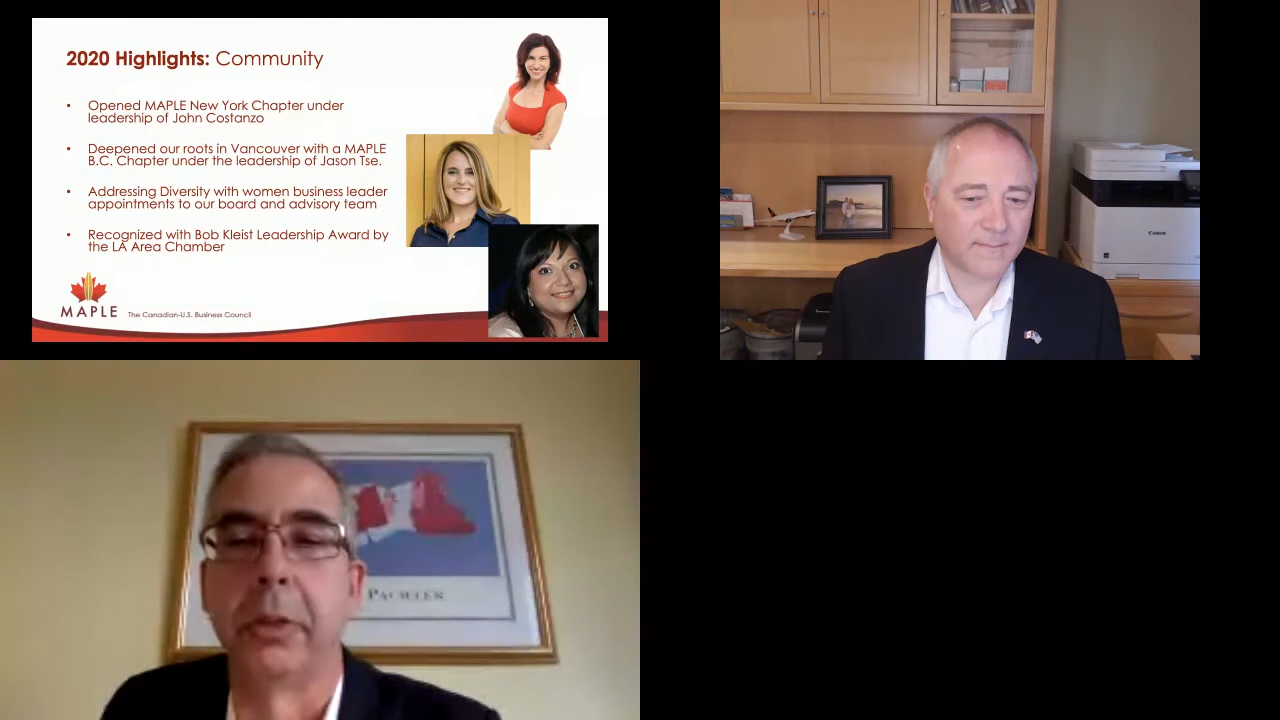 2020 Highlights: Community
• Opened MAPLE New York Chapter under
leadership of John Costanzo
• Deepened our roots in Vancouver with a MAPLE
B.C. Chapter under the leadership of Jason Tse.
• Addressing Diversity with women business leader
appointments to our board and advisory team
• Recognized with Bob Kleist Leadership Award by
the LA Area Chamber
MAPLE The Canadian-U.S. Business Council
Canon
PACHTER